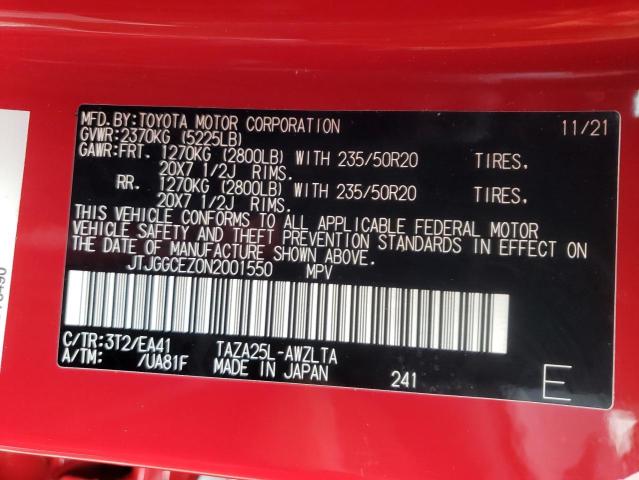 MFD.BY:TOYOTA MOTOR CORPORATION 11/21
GVWR:2370KG (5225LB)
GAWR:FRT. 1270KG (2800LB) WITH 235/50R20 TIRES.
20X7 1/2J RIMS.
RR. 1270KG (2800LB) WITH 235/50R20 TIRES.
20X7 1/2J RIMS.
THIS VEHICLE CONFORMS TO ALL APPLICABLE FEDERAL MOTOR
VEHICLE SAFETY AND THEFT PREVENTION STANDARDS IN EFFECT ON
THE DATE OF MANUFACTURE SHOWN ABOVE.
JTJGGCEZ0N2001550 MPV
C/TR:3T2/EA41 TAZA25L-AWZLTA
A/TM: /UA81F MADE IN JAPAN 241 E